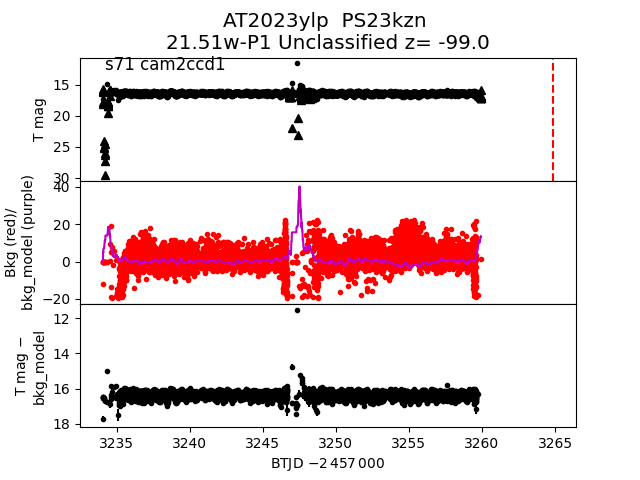 AT2023ylp  PS23kzn
21.51w-P1 Unclassified z= -99.0
s71 cam2ccd1
15
20
25
30
T mag
40
20
0
−20
Bkg (red)/
bkg_model (purple)
12
14
16
18
T mag −
bkg_model
3235
3240
3245
3250
3255
3260
3265
BTJD −2 457 000